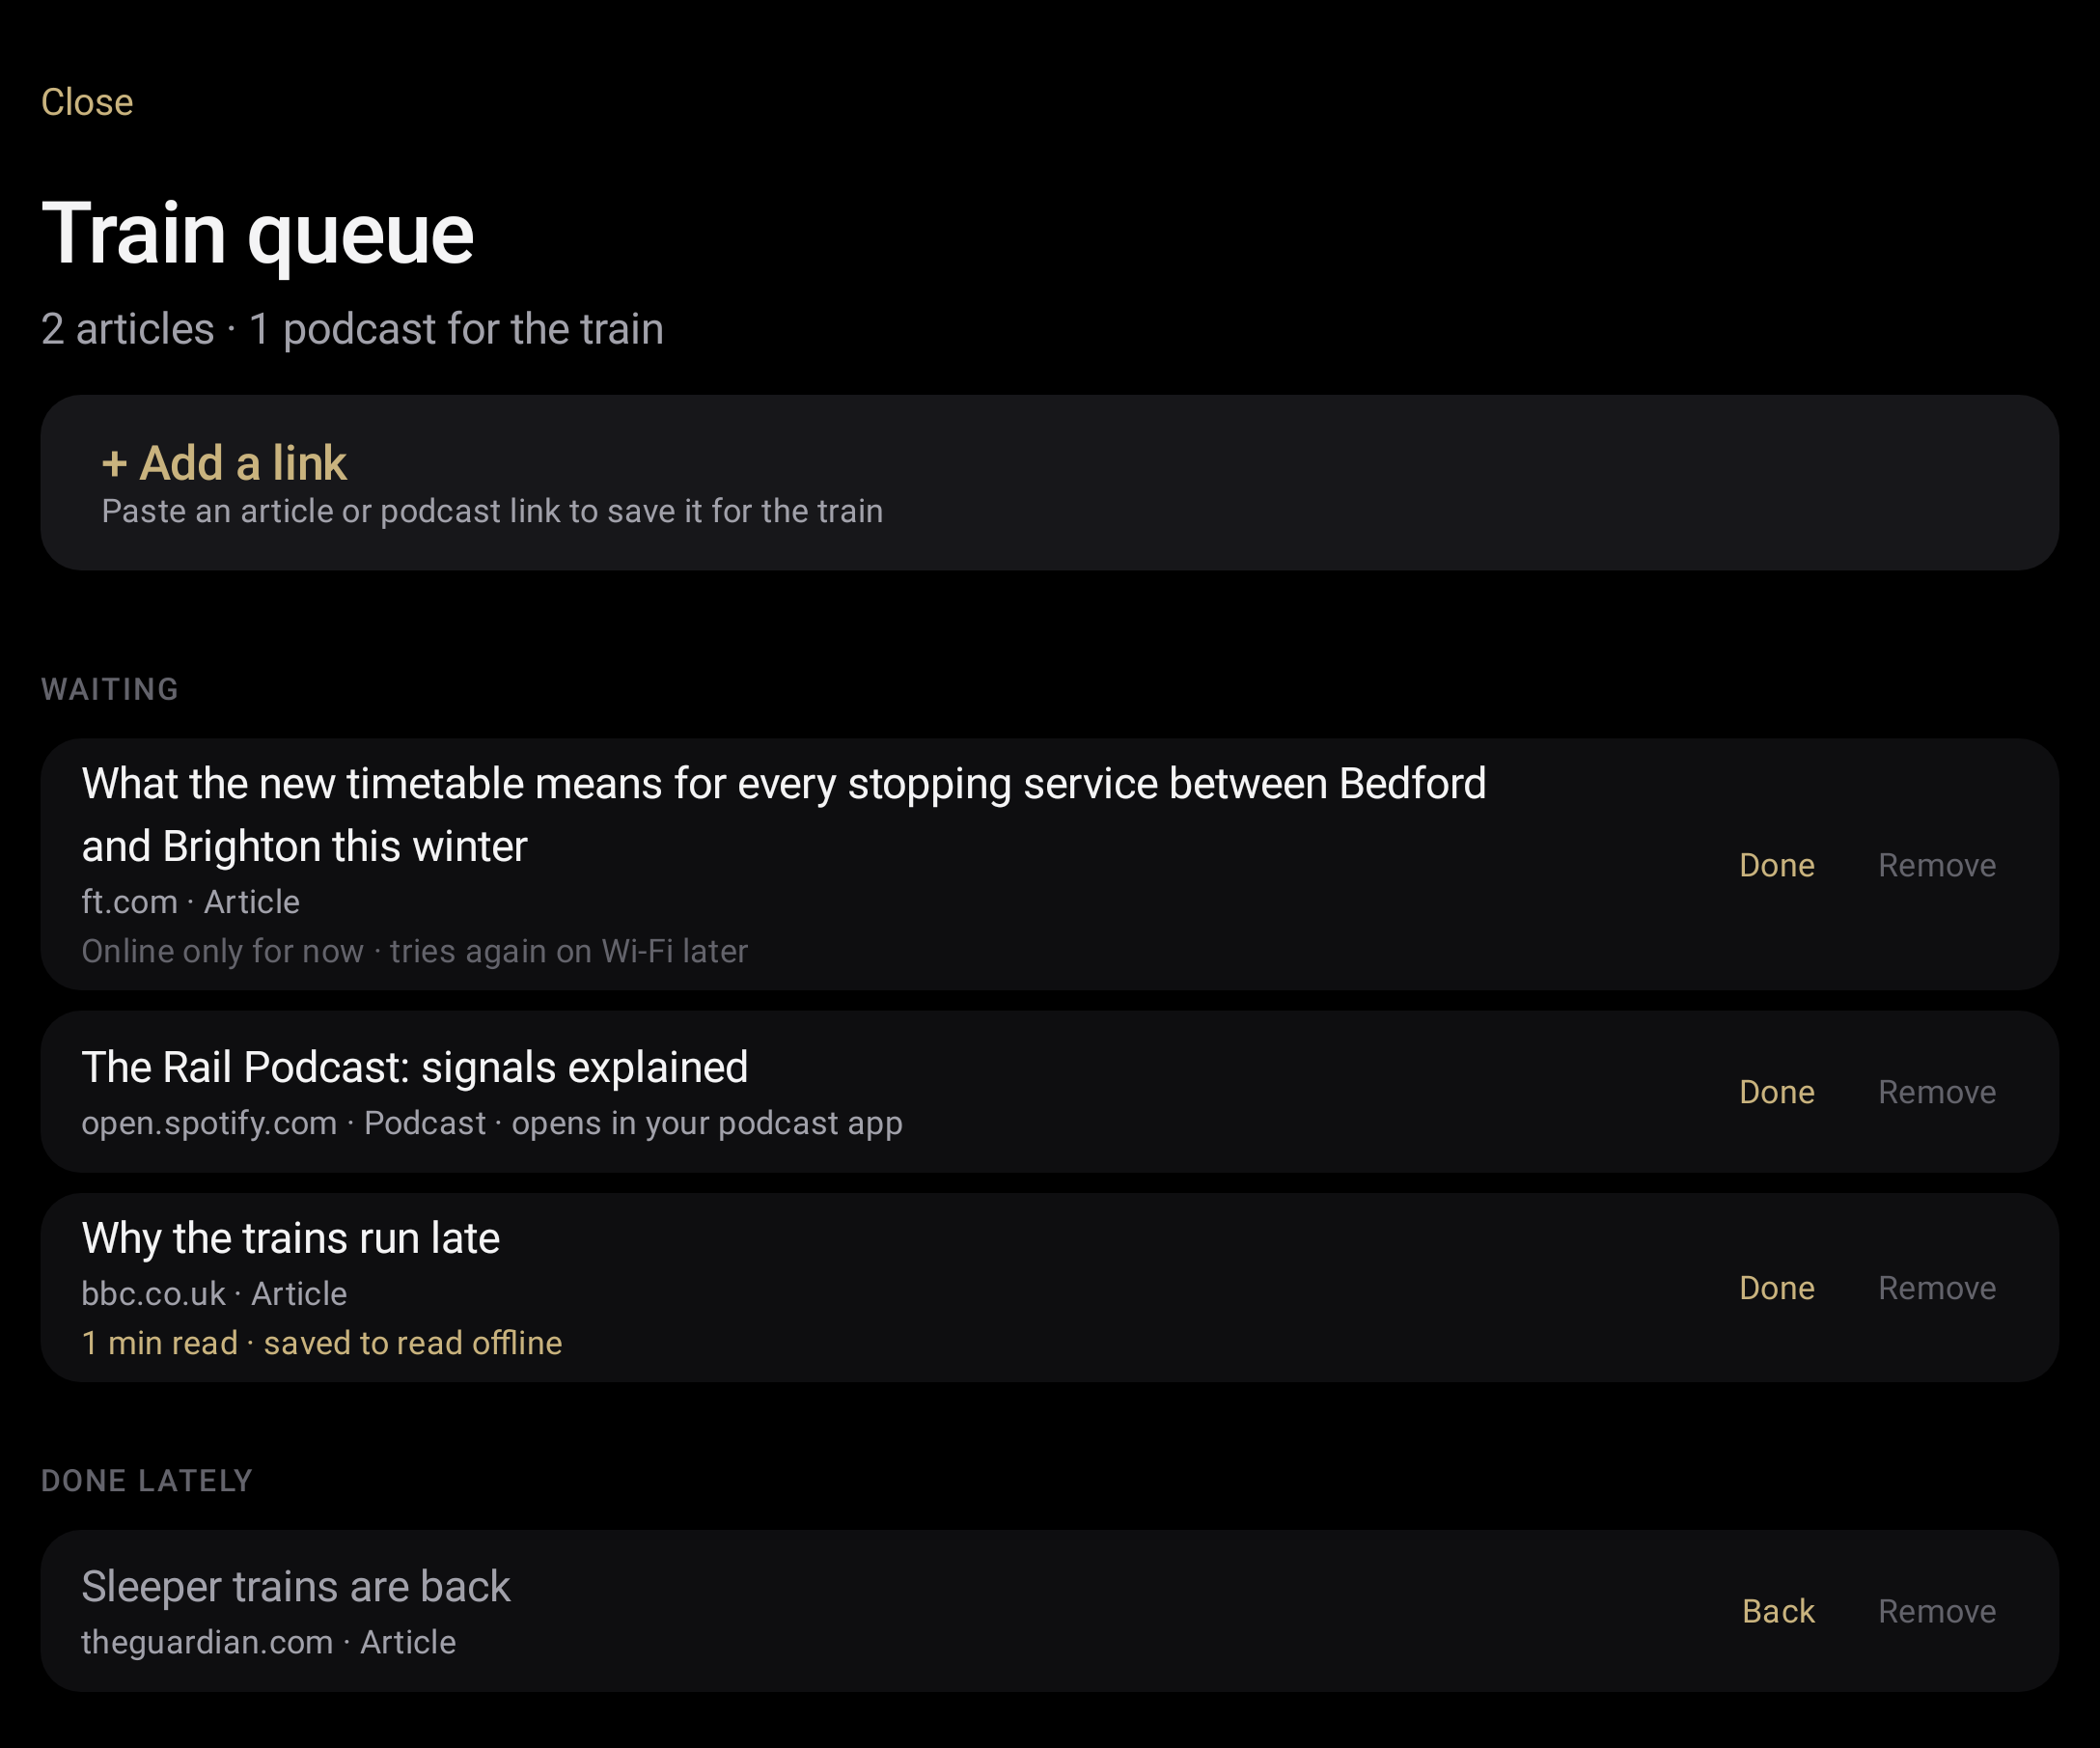 Close
Train queue
2 articles · 1 podcast for the train
+ Add a link
Paste an article or podcast link to save it for the train
WAITING
What the new timetable means for every stopping service between Bedford
and Brighton this winter
ft.com · Article
Online only for now · tries again on Wi-Fi later
Done Remove
The Rail Podcast: signals explained
open.spotify.com · Podcast · opens in your podcast app
Done Remove
Why the trains run late
bbc.co.uk · Article
1 min read · saved to read offline
Done Remove
DONE LATELY
Sleeper trains are back
theguardian.com · Article
Back Remove